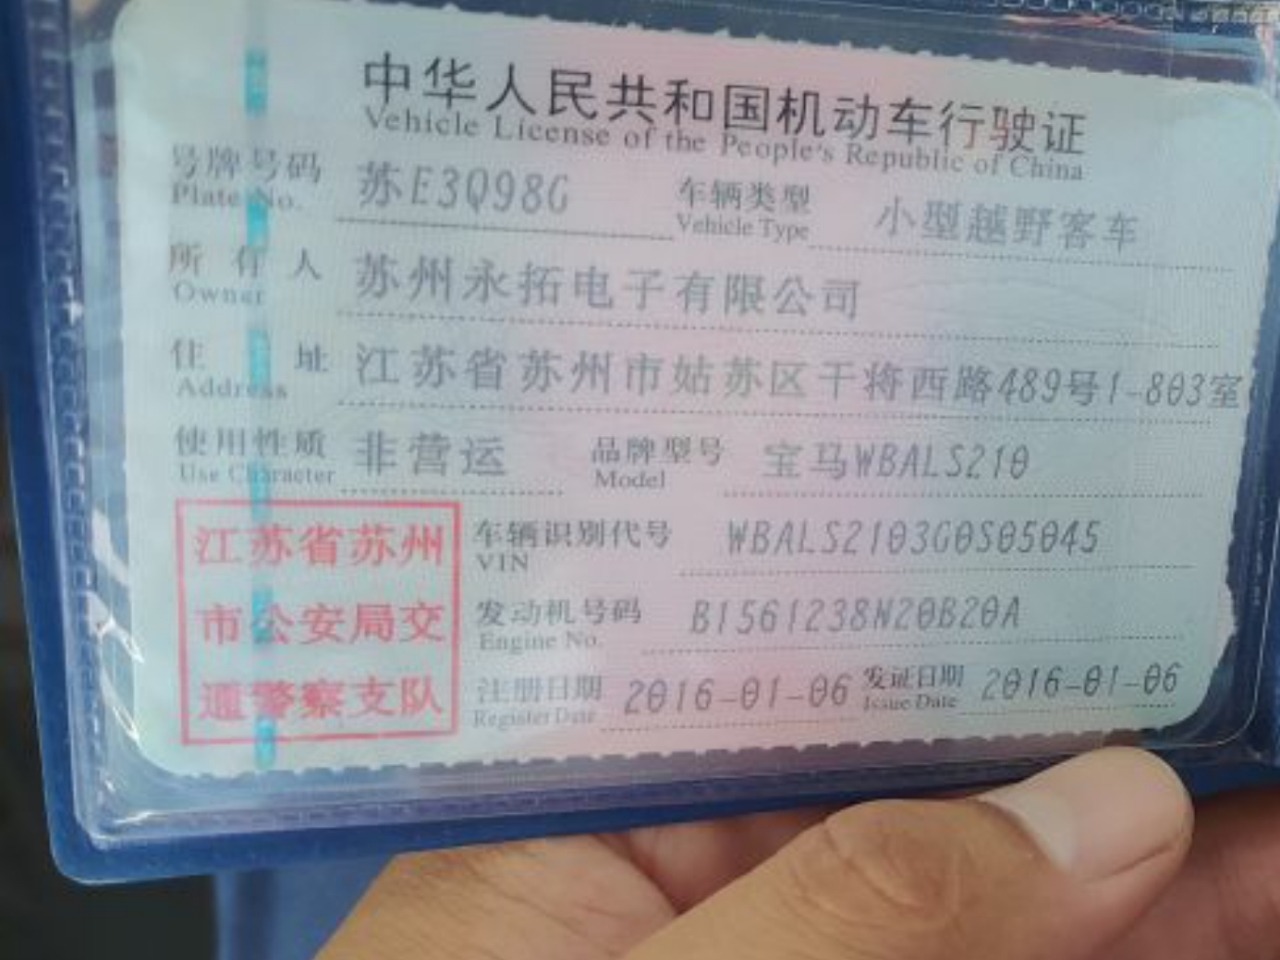 中华人民共和国机动车行驶证
Vehicle License of the People's Republic of China
号牌号码 苏E3Q98G 车辆类型 小型越野客车
Plate No. Vehicle Type
所有人 苏州永拓电子有限公司
Owner
住址 江苏省苏州市姑苏区干将西路489号1-803室
Address
使用性质 非营运 品牌型号 宝马WBALS210
Use Character Model
江苏省苏州
市公安局交
通警察支队
车辆识别代号 WBALS2103G0S05045
VIN
发动机号码 B1561238N20B20A
Engine No.
注册日期 2016-01-06 发证日期 2016-01-06
Register Date Issue Date